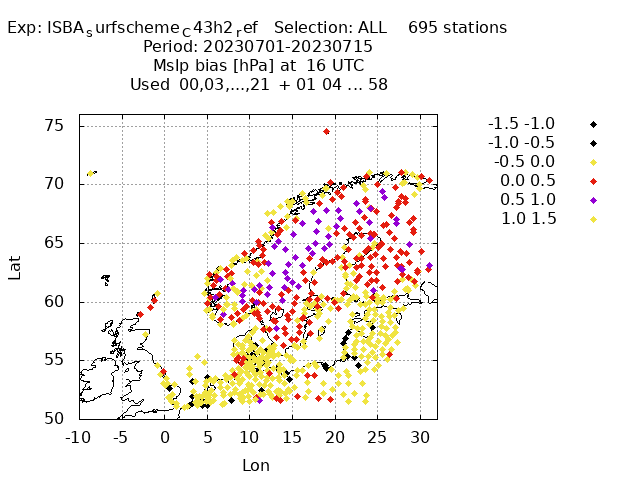 Exp: ISBA_surfscheme_C43h2_ref   Selection: ALL    695 stations
Period: 20230701-20230715
Mslp bias [hPa] at  16 UTC
Used  00,03,...,21  + 01 04 ... 58
-1.5 -1.0
-1.0 -0.5
-0.5 0.0
0.0 0.5
0.5 1.0
1.0 1.5
75
70
65
60
55
50
Lat
-10 -5 0 5 10 15 20 25 30
Lon